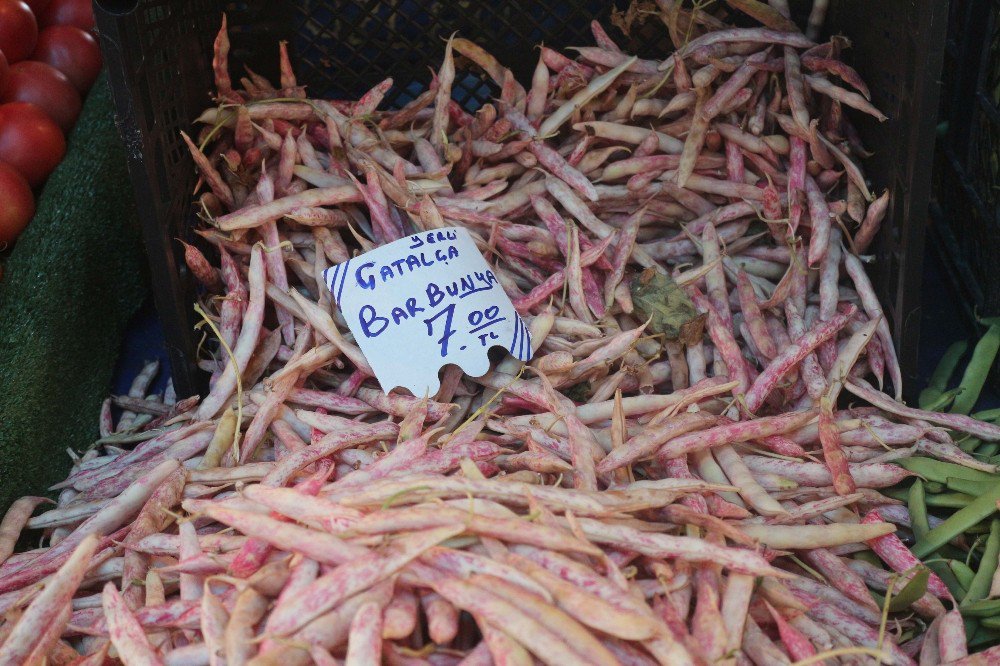 YERLİ
GATALÇA
BARBUNYA
7.00
TL